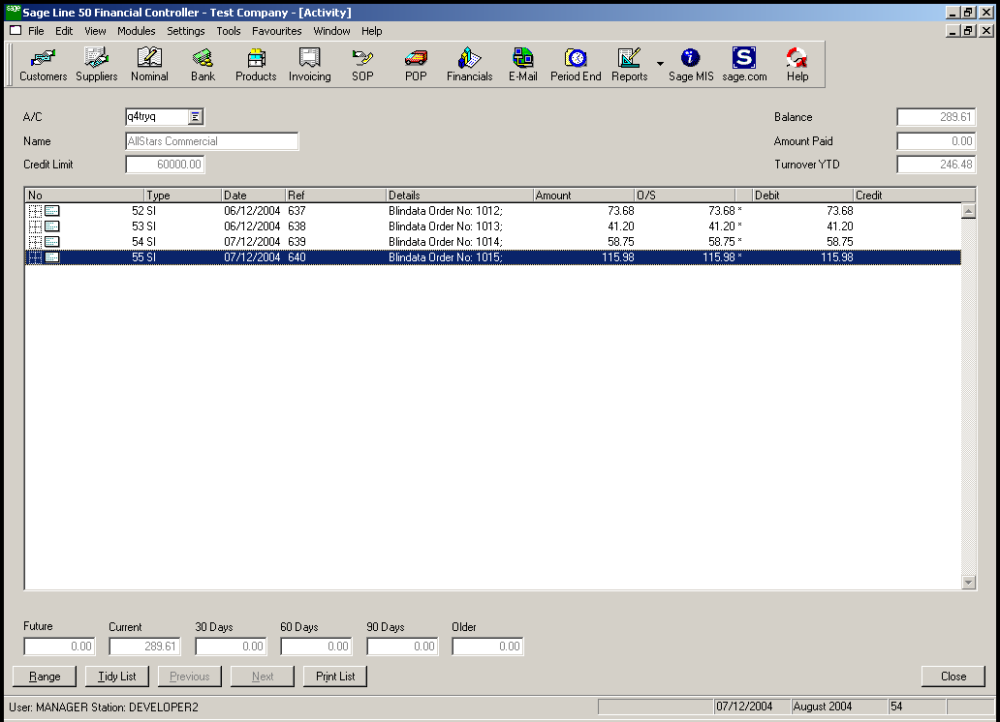 sage Sage Line 50 Financial Controller - Test Company - [Activity]
File Edit View Modules Settings Tools Favourites Window Help
Customers Suppliers Nominal Bank Products Invoicing SOP POP Financials E-Mail Period End Reports Sage MIS sage.com Help
A/C q4tryq Balance 289.61
Name AllStars Commercial Amount Paid 0.00
Credit Limit 60000.00 Turnover YTD 246.48
No Type Date Ref Details Amount O/S Debit Credit
52 SI 06/12/2004 637 Blindata Order No: 1012; 73.68 73.68 * 73.68
53 SI 06/12/2004 638 Blindata Order No: 1013; 41.20 41.20 * 41.20
54 SI 07/12/2004 639 Blindata Order No: 1014; 58.75 58.75 * 58.75
55 SI 07/12/2004 640 Blindata Order No: 1015; 115.98 115.98 * 115.98
Future Current 30 Days 60 Days 90 Days Older
0.00 289.61 0.00 0.00 0.00 0.00
Range Tidy List Previous Next Print List Close
User: MANAGER Station: DEVELOPER2 07/12/2004 August 2004 54